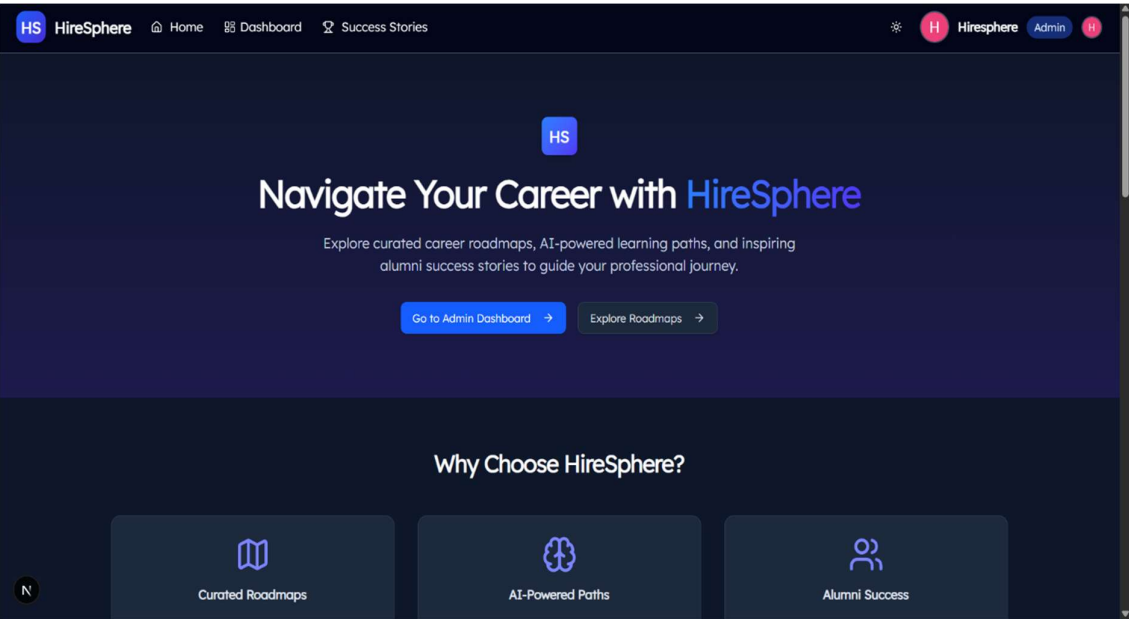 HS HireSphere Home Dashboard Success Stories H Hiresphere Admin H
HS
Navigate Your Career with HireSphere
Explore curated career roadmaps, AI-powered learning paths, and inspiring
alumni success stories to guide your professional journey.
Go to Admin Dashboard → Explore Roadmaps →
Why Choose HireSphere?
Curated Roadmaps AI-Powered Paths Alumni Success
N